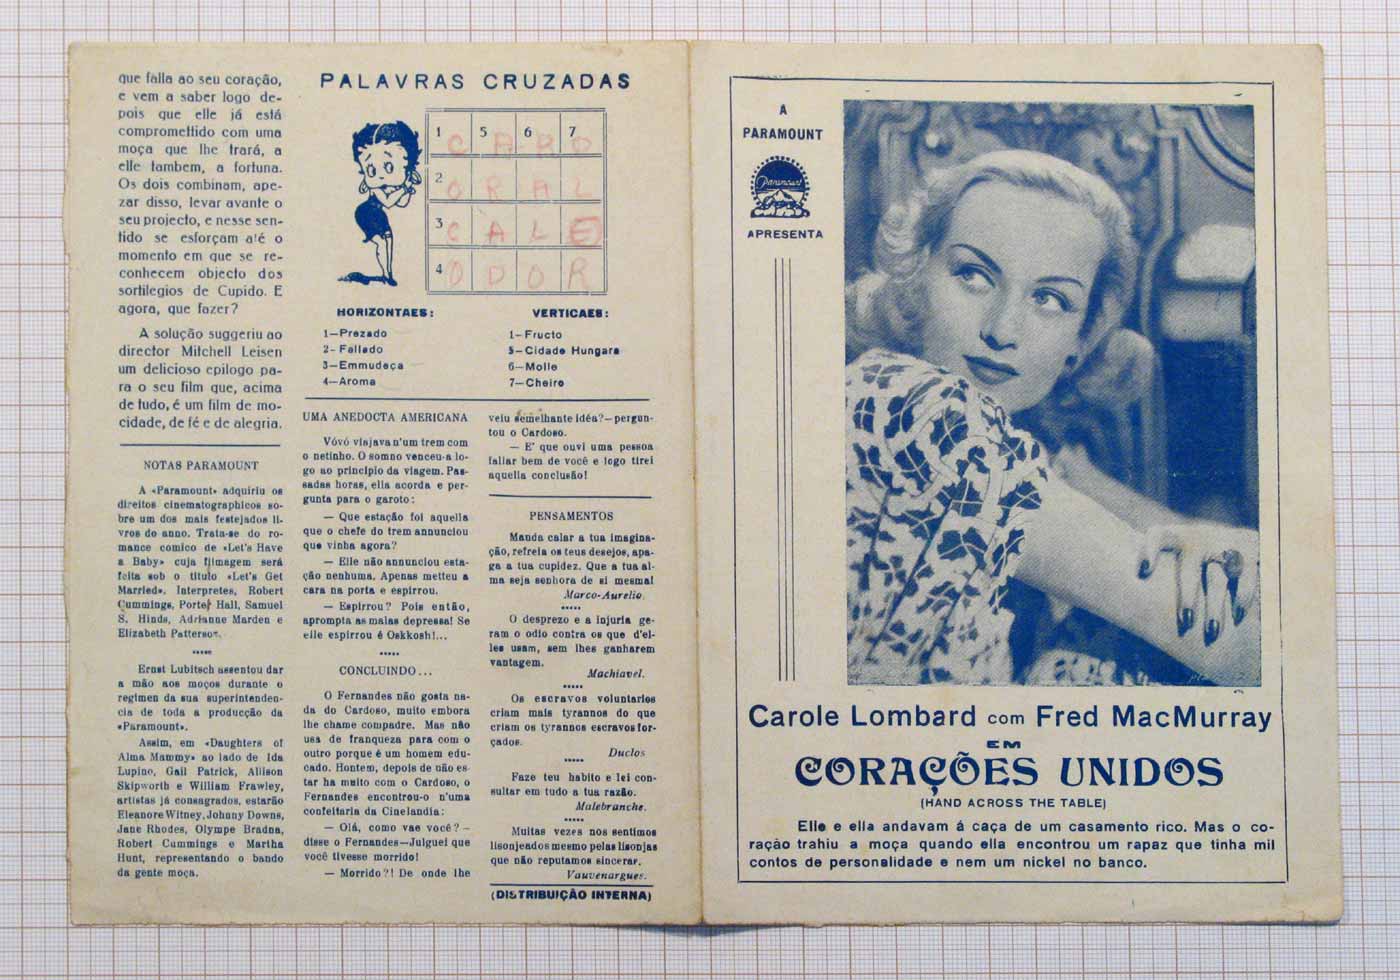 que falla ao seu coração,
e vem a saber logo de-
pois que elle já está
compromettido com uma
moça que lhe trará, a
elle tambem, a fortuna.
Os dois combinam, ape-
zar disso, levar avante o
seu projecto, e nesse sen-
tido se esforçam até o
momento em que se re-
conhecem objecto dos
sortilegios de Cupido. E
agora, que fazer?
A solução suggeriu ao
director Mitchell Leisen
um delicioso epilogo pa-
ra o seu film que, acima
de tudo, é um film de mo-
cidade, de fé e de alegria.
NOTAS PARAMOUNT
A «Paramount» adquiriu os
direitos cinematographicos so-
bre um dos mais festejados li-
vros do anno. Trata-se do ro-
mance comico de «Let's Have
a Baby» cuja filmagem será
feita sob o titulo «Let's Get
Married». Interpretes, Robert
Cummings, Porter Hall, Samuel
S. Hinds, Adrianne Marden e
Elizabeth Patterson.
•••••
Ernst Lubitsch assentou dar
a mão aos moços durante o
regimen da sua superintenden-
cia de toda a producção da
«Paramount».
Assim, em «Daughters of
Alma Mammy» ao lado de Ida
Lupino, Gail Patrick, Allison
Skipworth e William Frawley,
artistas já consagrados, estarão
Eleanore Witney, Johnny Downs,
Jane Rhodes, Olympe Bradna,
Robert Cummings e Martha
Hunt, representando o bando
da gente moça.
PALAVRAS CRUZADAS
1 C 5 A 6 R 7 O
2 O R A L
3 C A L E
4 O D O R
HORIZONTAES:
1—Prezado
2-Fallado
3—Emmudeça
4—Aroma
VERTICAES:
1-Fructo
5-Cidade Hungara
6-Molle
7-Cheiro
UMA ANEDOCTA AMERICANA
Vóvó viajava n'um trem com
o netinho. O somno venceu-a lo-
go ao principio da viagem. Pas-
sadas horas, ella acorda e per-
gunta para o garoto:
— Que estação foi aquella
que o chefe do trem annunciou
que vinha agora?
— Elle não annunciou esta-
ção nenhuma. Apenas metteu a
cara na porta e espirrou.
— Espirrou? Pois então,
aprompta as malas depressa! Se
elle espirrou é Oskkosh!...
•••••
CONCLUINDO...
O Fernandes não gosta na-
da do Cardoso, muito embora
lhe chame compadre. Mas não
usa de franqueza para com o
outro porque é um homem edu-
cado. Hontem, depois de não es-
tar ha muito com o Cardoso, o
Fernandes encontrou-o n'uma
confeitaria da Cinelandia:
— Olá, como vae você? -
disse o Fernandes—Julguei que
você tivesse morrido!
— Morrido?! De onde lhe
veiu semelhante idéa?—pergun-
tou o Cardoso.
— E' que ouvi uma pessoa
fallar bem de você e logo tirei
aquella conclusão!
PENSAMENTOS
Manda calar a tua imagina-
ção, refreia os teus desejos, apa-
ga a tua cupidez. Que a tua al-
ma seja senhora de si mesma!
Marco-Aurelio.
•••••
O desprezo e a injuria ge-
ram o odio contra os que d'el-
les usam, sem lhes ganharem
vantagem.
Machiavel.
•••••
Os escravos voluntarios
criam mais tyrannos do que
criam os tyrannos escravos for-
çados.
Duclos
•••••
Faze teu habito e lei con-
sultar em tudo a tua razão.
Malebranche.
•••••
Muitas vezes nos sentimos
lisonjeados mesmo pelas lisonjas
que não reputamos sincerar.
Vauvenargues.
(DISTRIBUIÇÃO INTERNA)
A
PARAMOUNT
Paramount
APRESENTA
Carole Lombard com Fred MacMurray
EM
CORAÇÕES UNIDOS
(HAND ACROSS THE TABLE)
Elle e ella andavam á caça de um casamento rico. Mas o co-
ração trahiu a moça quando ella encontrou um rapaz que tinha mil
contos de personalidade e nem um nickel no banco.